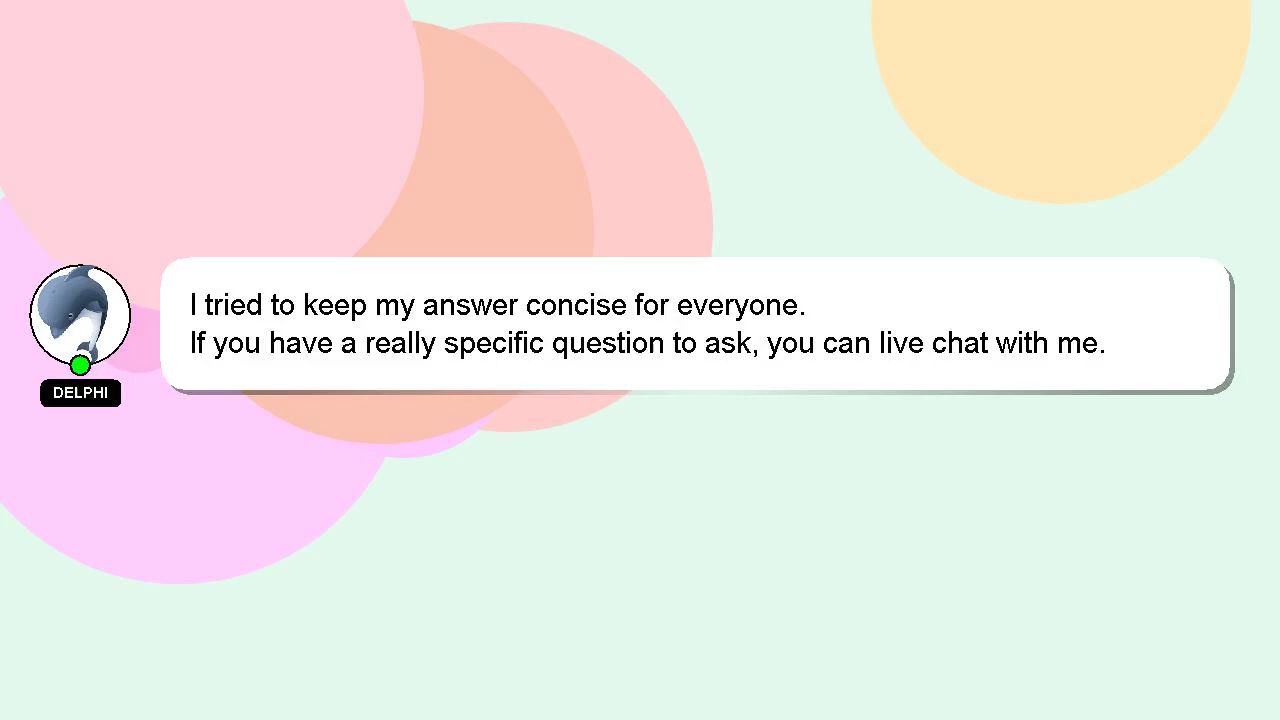 I tried to keep my answer concise for everyone.
If you have a really specific question to ask, you can live chat with me.
DELPHI